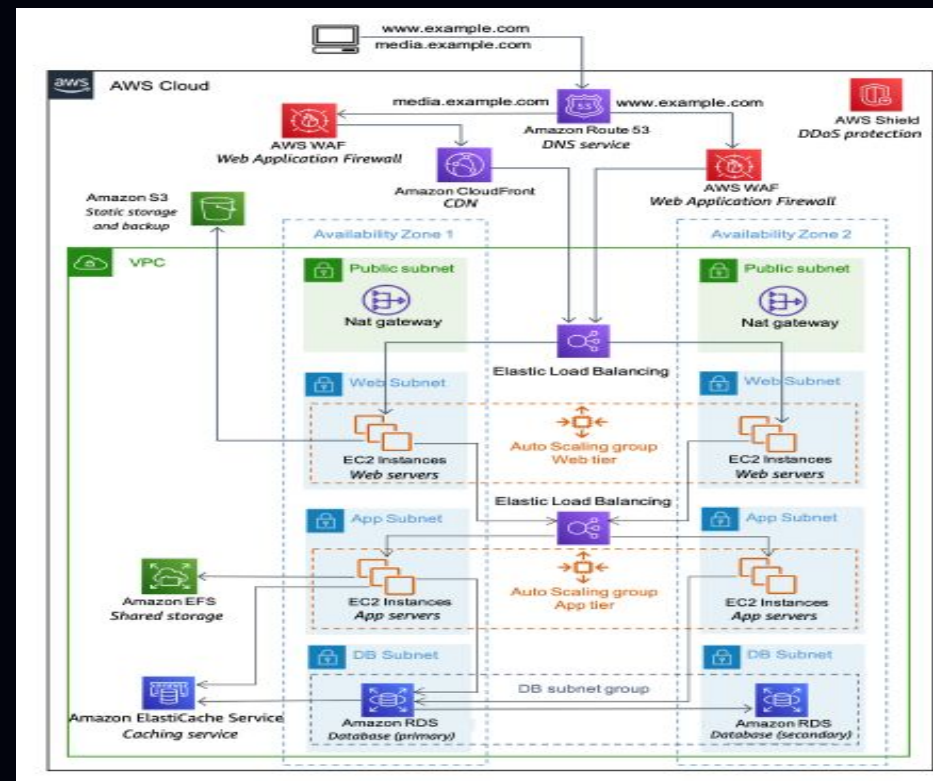 www.example.com
media.example.com
aws
AWS Cloud
media.example.com
53
www.example.com
Amazon Route 53
DNS service
AWS Shield
DDoS protection
AWS WAF
Web Application Firewall
Amazon CloudFront
CDN
AWS WAF
Web Application Firewall
Amazon S3
Static storage
and backup
Availability Zone 1
Availability Zone 2
VPC
Public subnet
Nat gateway
Public subnet
Nat gateway
Elastic Load Balancing
Web Subnet
Web Subnet
EC2 Instances
Web servers
Auto Scaling group
Web tier
EC2 Instances
Web servers
Elastic Load Balancing
App Subnet
App Subnet
EC2 Instances
App servers
Auto Scaling group
App tier
EC2 Instances
App servers
Amazon EFS
Shared storage
DB Subnet
DB Subnet
DB subnet group
Amazon ElastiCache Service
Caching service
Amazon RDS
Database (primary)
Amazon RDS
Database (secondary)